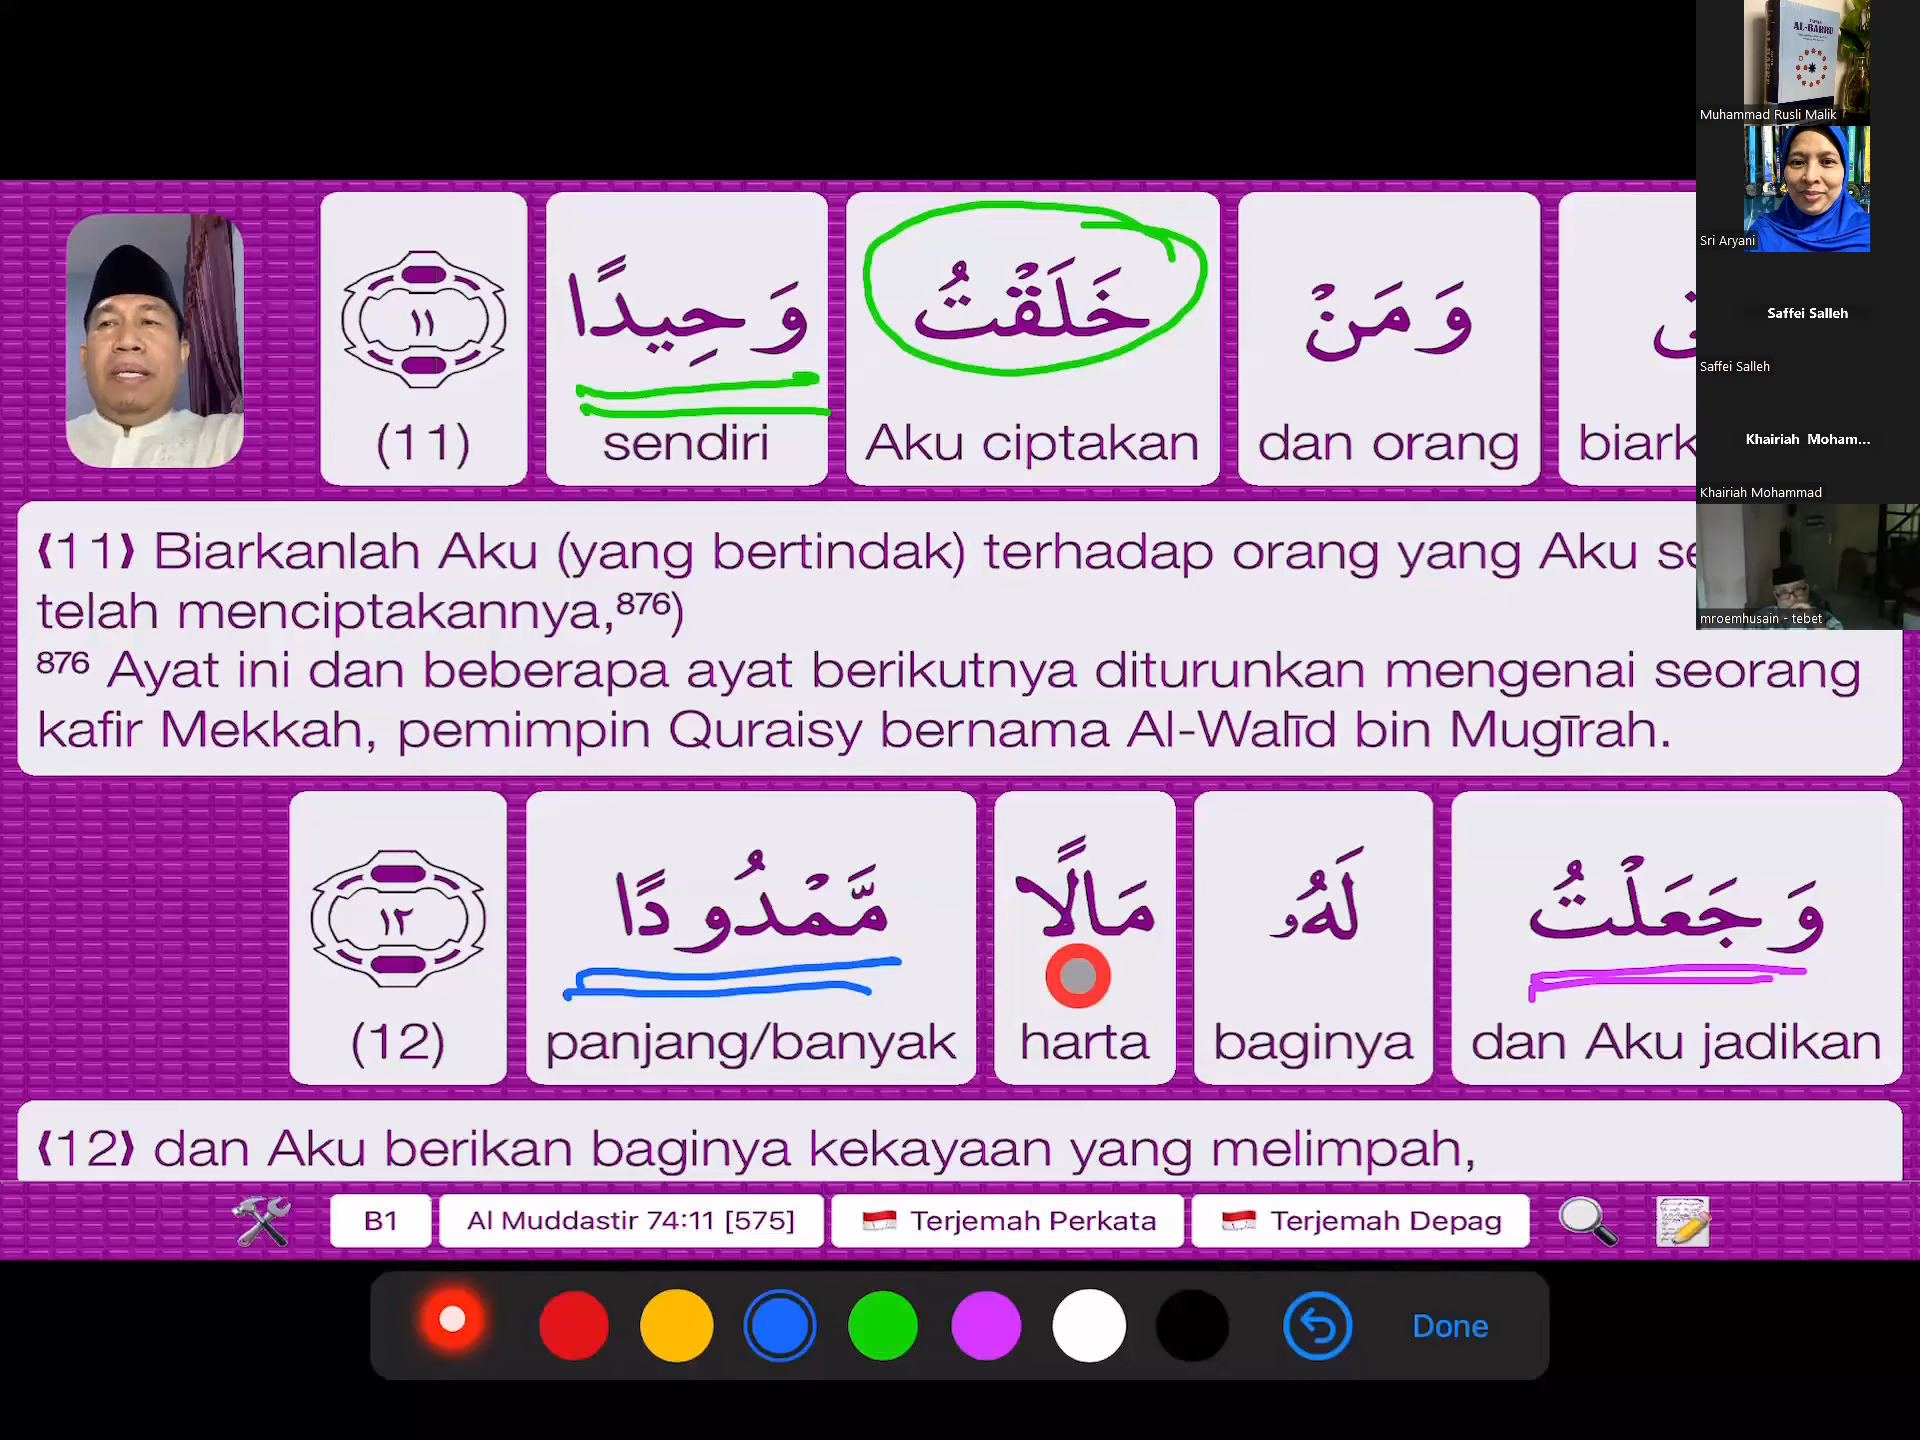 وَمَنْ خَلَقْتُ وَحِيدًا ١١
biark dan orang Aku ciptakan sendiri (11)
⟨11⟩ Biarkanlah Aku (yang bertindak) terhadap orang yang Aku
telah menciptakannya,⁸⁷⁶)
⁸⁷⁶ Ayat ini dan beberapa ayat berikutnya diturunkan mengenai seorang
kafir Mekkah, pemimpin Quraisy bernama Al-Walīd bin Mugīrah.
وَجَعَلْتُ لَهُۥ مَالًا مَّمْدُودًا ١٢
dan Aku jadikan baginya harta panjang/banyak (12)
⟨12⟩ dan Aku berikan baginya kekayaan yang melimpah,
B1 Al Muddastir 74:11 [575] Terjemah Perkata Terjemah Depag
Done
AL-BARRU
Muhammad Rusli Malik
Sri Aryani
Saffei Salleh
Saffei Salleh
Khairiah Moham...
Khairiah Mohammad
mroemhusain - tebet